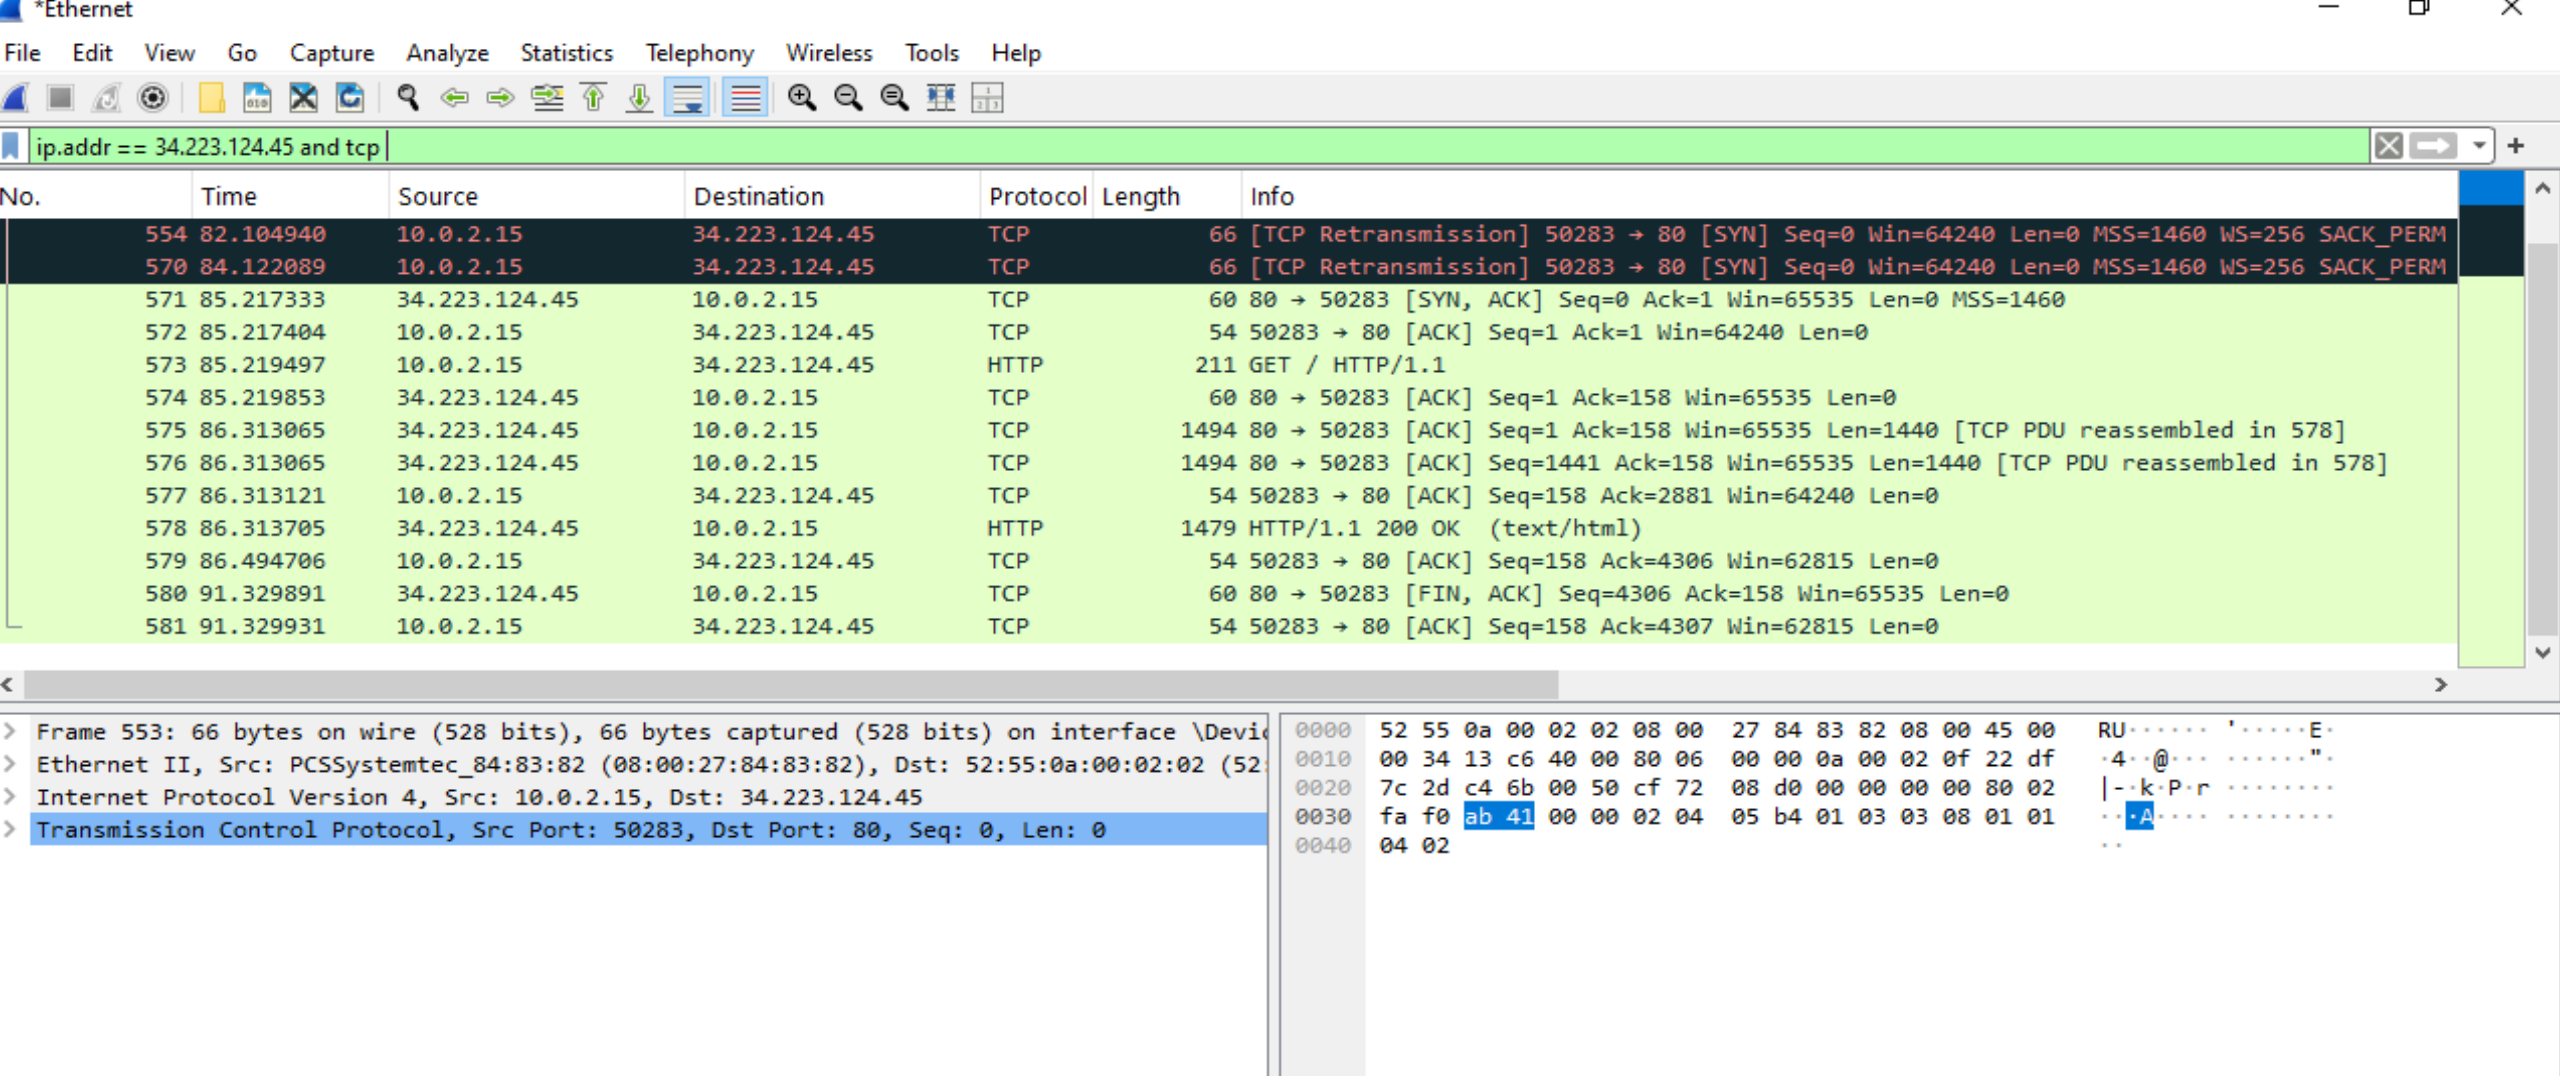 *Ethernet
File Edit View Go Capture Analyze Statistics Telephony Wireless Tools Help
ip.addr == 34.223.124.45 and tcp
No. Time Source Destination Protocol Length Info
554 82.104940 10.0.2.15 34.223.124.45 TCP 66 [TCP Retransmission] 50283 → 80 [SYN] Seq=0 Win=64240 Len=0 MSS=1460 WS=256 SACK_PERM
570 84.122089 10.0.2.15 34.223.124.45 TCP 66 [TCP Retransmission] 50283 → 80 [SYN] Seq=0 Win=64240 Len=0 MSS=1460 WS=256 SACK_PERM
571 85.217333 34.223.124.45 10.0.2.15 TCP 60 80 → 50283 [SYN, ACK] Seq=0 Ack=1 Win=65535 Len=0 MSS=1460
572 85.217404 10.0.2.15 34.223.124.45 TCP 54 50283 → 80 [ACK] Seq=1 Ack=1 Win=64240 Len=0
573 85.219497 10.0.2.15 34.223.124.45 HTTP 211 GET / HTTP/1.1
574 85.219853 34.223.124.45 10.0.2.15 TCP 60 80 → 50283 [ACK] Seq=1 Ack=158 Win=65535 Len=0
575 86.313065 34.223.124.45 10.0.2.15 TCP 1494 80 → 50283 [ACK] Seq=1 Ack=158 Win=65535 Len=1440 [TCP PDU reassembled in 578]
576 86.313065 34.223.124.45 10.0.2.15 TCP 1494 80 → 50283 [ACK] Seq=1441 Ack=158 Win=65535 Len=1440 [TCP PDU reassembled in 578]
577 86.313121 10.0.2.15 34.223.124.45 TCP 54 50283 → 80 [ACK] Seq=158 Ack=2881 Win=64240 Len=0
578 86.313705 34.223.124.45 10.0.2.15 HTTP 1479 HTTP/1.1 200 OK (text/html)
579 86.494706 10.0.2.15 34.223.124.45 TCP 54 50283 → 80 [ACK] Seq=158 Ack=4306 Win=62815 Len=0
580 91.329891 34.223.124.45 10.0.2.15 TCP 60 80 → 50283 [FIN, ACK] Seq=4306 Ack=158 Win=65535 Len=0
581 91.329931 10.0.2.15 34.223.124.45 TCP 54 50283 → 80 [ACK] Seq=158 Ack=4307 Win=62815 Len=0
Frame 553: 66 bytes on wire (528 bits), 66 bytes captured (528 bits) on interface \Devic
Ethernet II, Src: PCSSystemtec_84:83:82 (08:00:27:84:83:82), Dst: 52:55:0a:00:02:02 (52:
Internet Protocol Version 4, Src: 10.0.2.15, Dst: 34.223.124.45
Transmission Control Protocol, Src Port: 50283, Dst Port: 80, Seq: 0, Len: 0
0000 52 55 0a 00 02 02 08 00 27 84 83 82 08 00 45 00 RU······ '·····E·
0010 00 34 13 c6 40 00 80 06 00 00 0a 00 02 0f 22 df ·4··@··· ······"·
0020 7c 2d c4 6b 00 50 cf 72 08 d0 00 00 00 00 80 02 |-·k·P·r ········
0030 fa f0 ab 41 00 00 02 04 05 b4 01 03 03 08 01 01 ···A···· ········
0040 04 02 ··